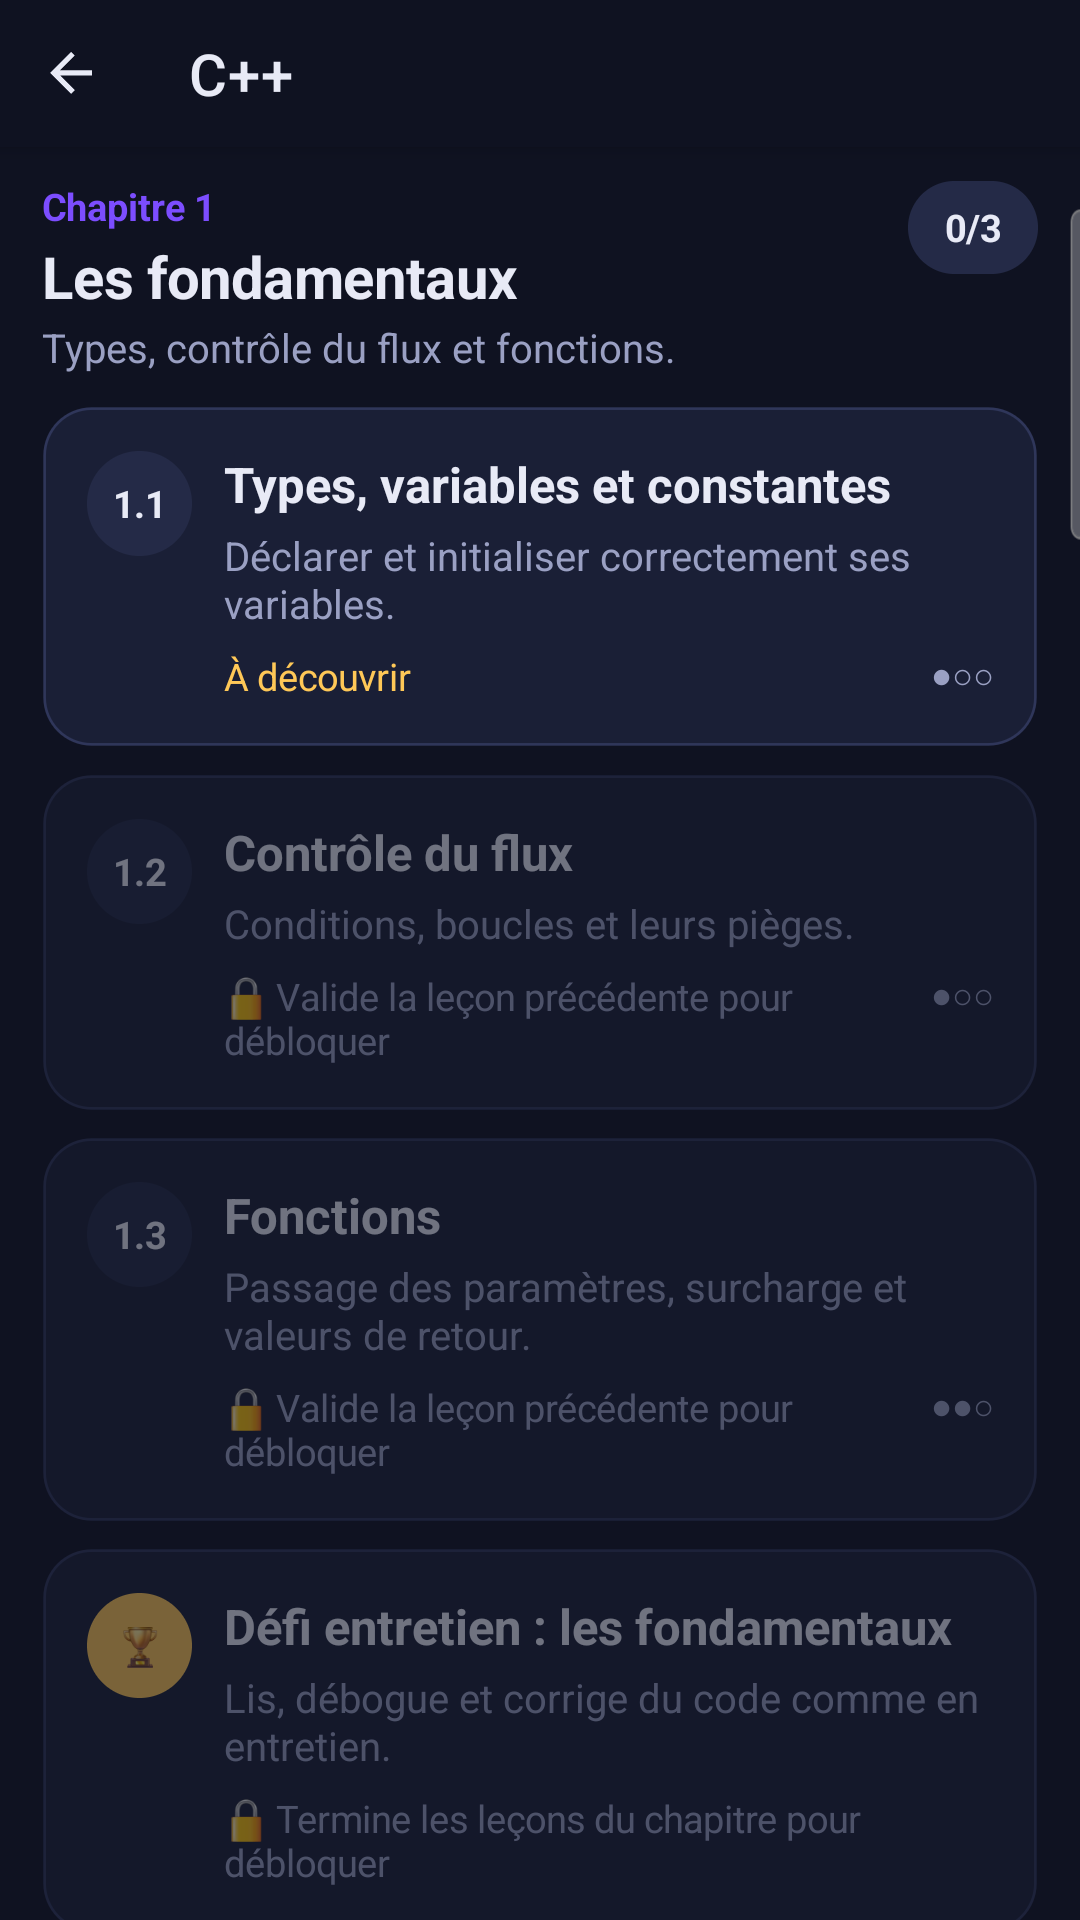 C++
Chapitre 1
0/3
Les fondamentaux
Types, contrôle du flux et fonctions.
1.1
Types, variables et constantes
Déclarer et initialiser correctement ses
variables.
À découvrir
1.2
Contrôle du flux
Conditions, boucles et leurs pièges.
🔒 Valide la leçon précédente pour
débloquer
1.3
Fonctions
Passage des paramètres, surcharge et
valeurs de retour.
🔒 Valide la leçon précédente pour
débloquer
Défi entretien : les fondamentaux
Lis, débogue et corrige du code comme en
entretien.
🔒 Termine les leçons du chapitre pour
débloquer